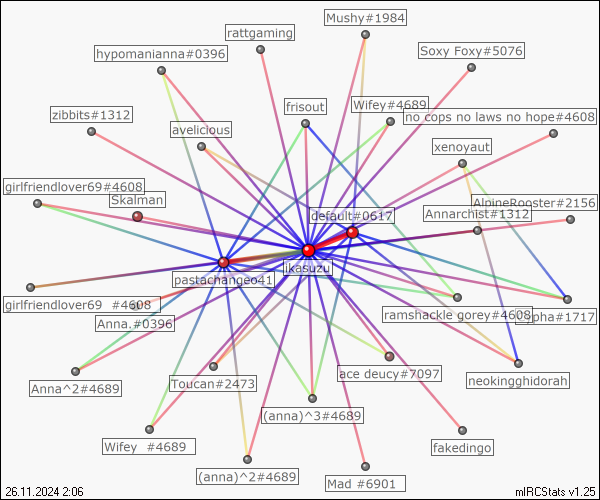 Mushy#1984
rattgaming
hypomanianna#0396
Soxy Foxy#5076
frisout
Wifey#4689
zibbits#1312
no cops no laws no hope#4608
avelicious
xenoyaut
girlfriendlover69#4608
Skalman
AlpineRooster#2156
default#0617
Annarchist#1312
ikasuzu
pastachangeo41
girlfriendlover69 #4608
Anna.#0396
ramshackle gorey#4608
#1717
ace deucy#7097
neokingghidorah
Anna^2#4689
Toucan#2473
(anna)^3#4689
Wifey #4689
fakedingo
(anna)^2#4689
Mad #6901
26.11.2024 2:06
mIRCStats v1.25